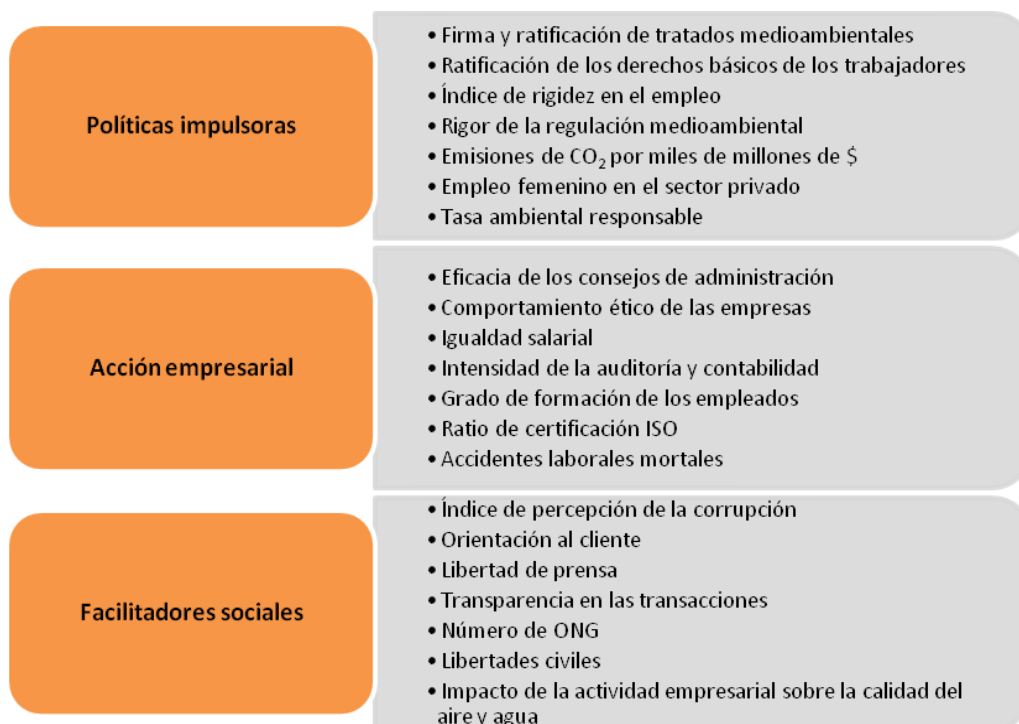 Políticas impulsoras
• Firma y ratificación de tratados medioambientales
• Ratificación de los derechos básicos de los trabajadores
• Índice de rigidez en el empleo
• Rigor de la regulación medioambiental
• Emisiones de CO₂ por miles de millones de $
• Empleo femenino en el sector privado
• Tasa ambiental responsable
Acción empresarial
• Eficacia de los consejos de administración
• Comportamiento ético de las empresas
• Igualdad salarial
• Intensidad de la auditoría y contabilidad
• Grado de formación de los empleados
• Ratio de certificación ISO
• Accidentes laborales mortales
Facilitadores sociales
• Índice de percepción de la corrupción
• Orientación al cliente
• Libertad de prensa
• Transparencia en las transacciones
• Número de ONG
• Libertades civiles
• Impacto de la actividad empresarial sobre la calidad del
aire y agua